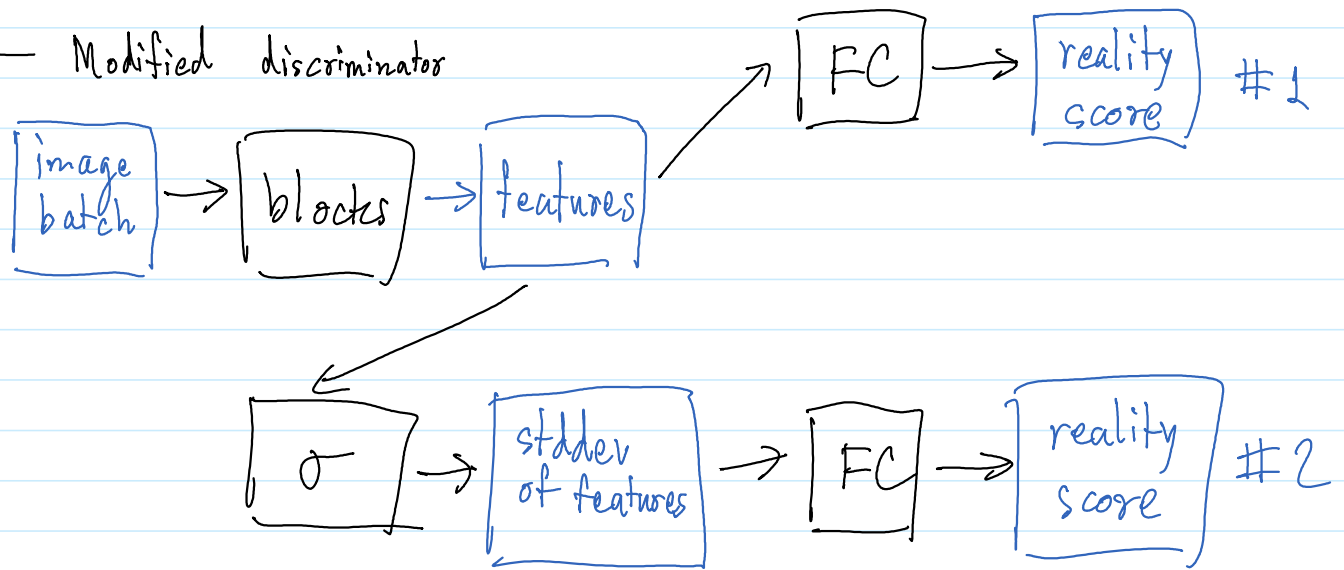 — Modified discriminator
image
batch
blocks
features
FC
reality
score
#1
σ
stddev
of features
FC
reality
score
#2